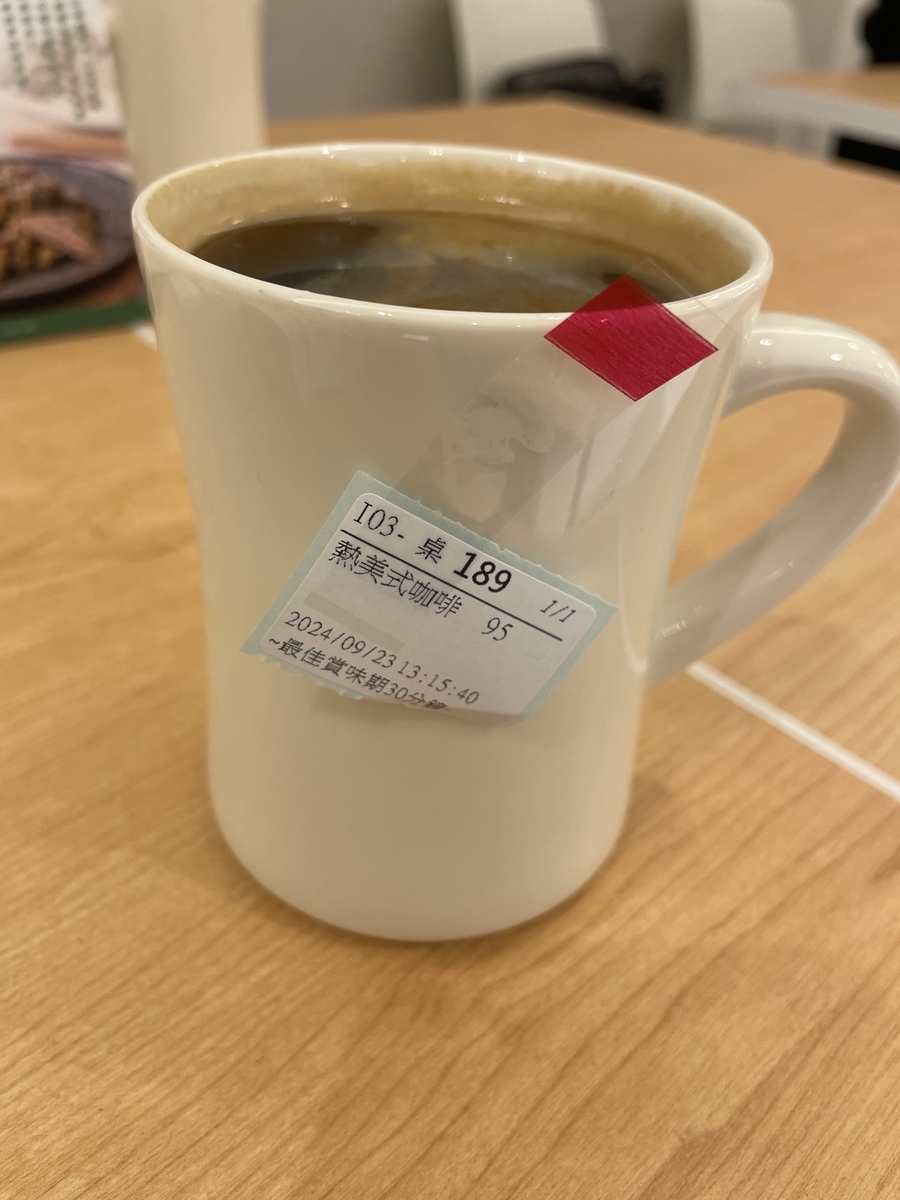 I03- 桌 189 1/1
熱美式咖啡 95
2024/09/23 13:15:40
~最佳賞味期30分鐘~